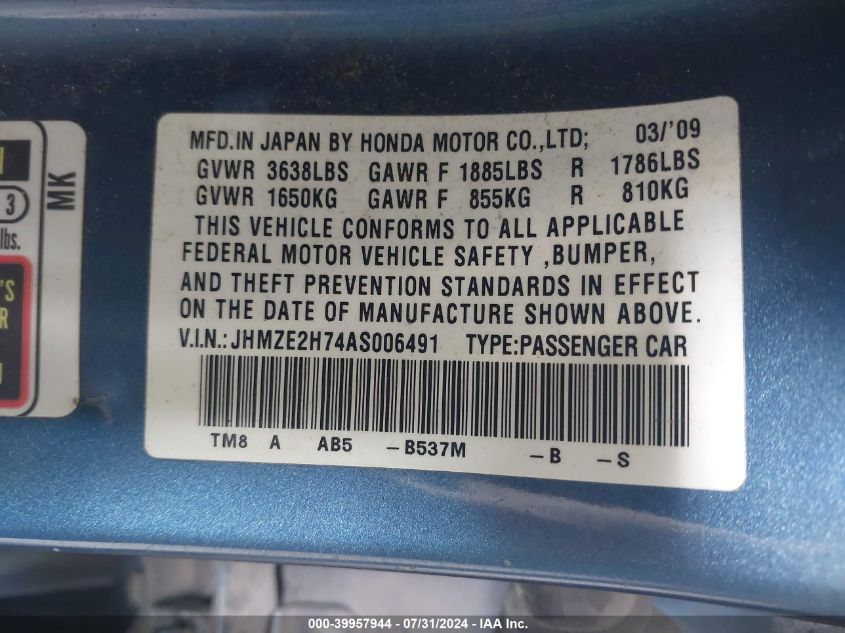 MFD.IN JAPAN BY HONDA MOTOR CO.,LTD; 03/'09
GVWR 3638LBS GAWR F 1885LBS R 1786LBS
GVWR 1650KG GAWR F 855KG R 810KG
THIS VEHICLE CONFORMS TO ALL APPLICABLE
FEDERAL MOTOR VEHICLE SAFETY ,BUMPER,
AND THEFT PREVENTION STANDARDS IN EFFECT
ON THE DATE OF MANUFACTURE SHOWN ABOVE.
V.I.N.:JHMZE2H74AS006491 TYPE:PASSENGER CAR
TM8 A AB5 -B537M -B -S
MK
3
lbs.
'S
000-39957944 - 07/31/2024 - IAA Inc.